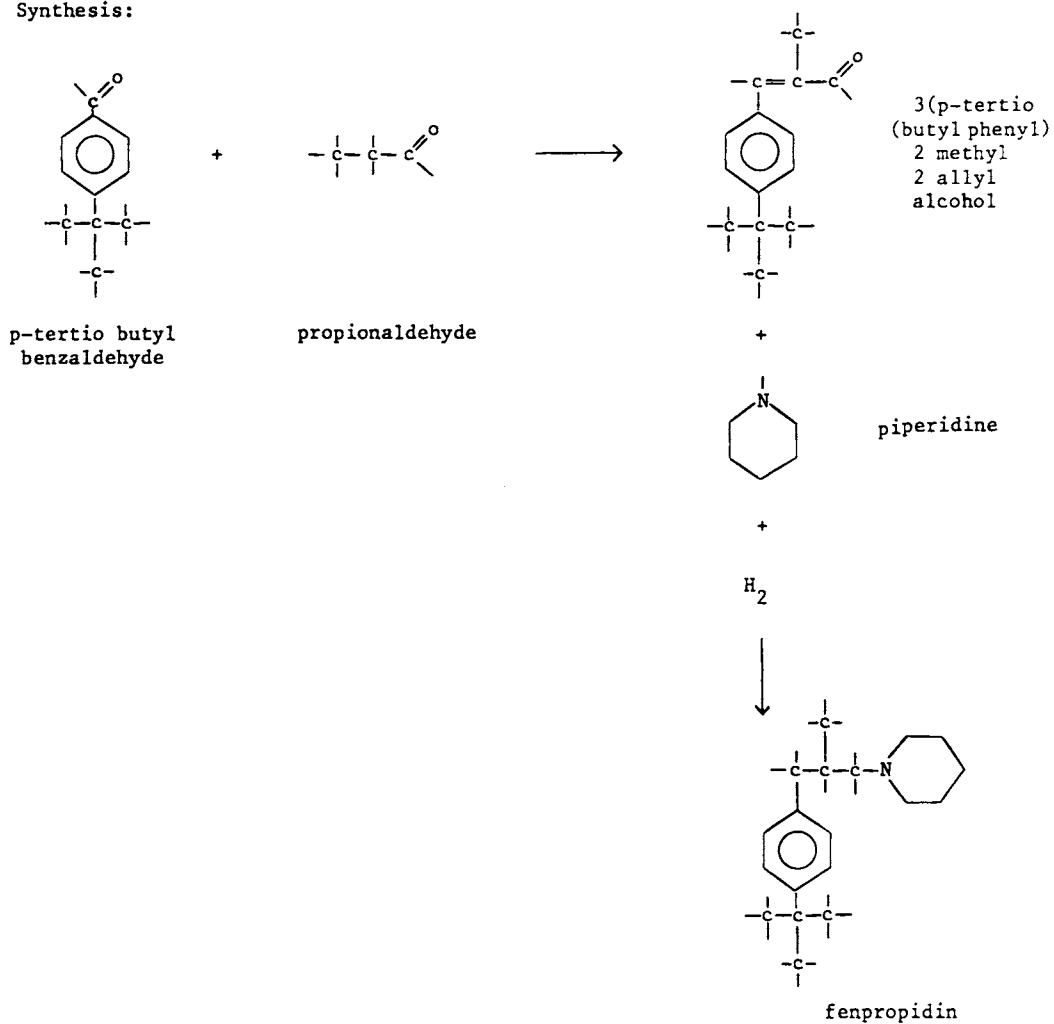 Synthesis:
3(p-tertio
(butyl phenyl)
2 methyl
2 allyl
alcohol
+
p-tertio butyl
benzaldehyde
propionaldehyde
+
piperidine
+
H2
fenpropidin